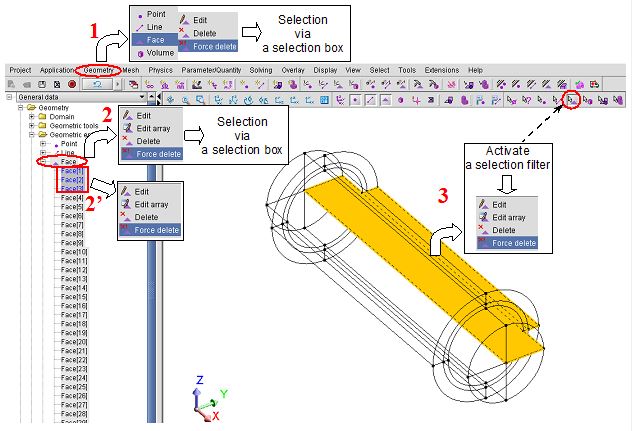 1
Point
Line
Face
Volume
Edit
Delete
Force delete
Selection
via
a selection box
Project Application Geometry Mesh Physics Parameter/Quantity Solving Overlay Display View Select Tools Extensions Help
General data
Geometry
Domain
Geometric tools
Geometric e
Point
Line
Face
Face[1]
Face[2]
Face[3]
Face[4]
Face[5]
Face[6]
Face[7]
Face[8]
Face[9]
Face[10]
Face[11]
Face[12]
Face[13]
Face[14]
Face[15]
Face[16]
Face[17]
Face[18]
Face[19]
Face[20]
Face[21]
Face[22]
Face[23]
Face[24]
Face[25]
Face[26]
Face[27]
Face[28]
Face[29]
2
Edit
Edit array
Delete
Force delete
Selection
via
a selection box
2'
Edit
Edit array
Delete
Force delete
3
Activate
a selection filter
Edit
Edit array
Delete
Force delete
Z
Y
X